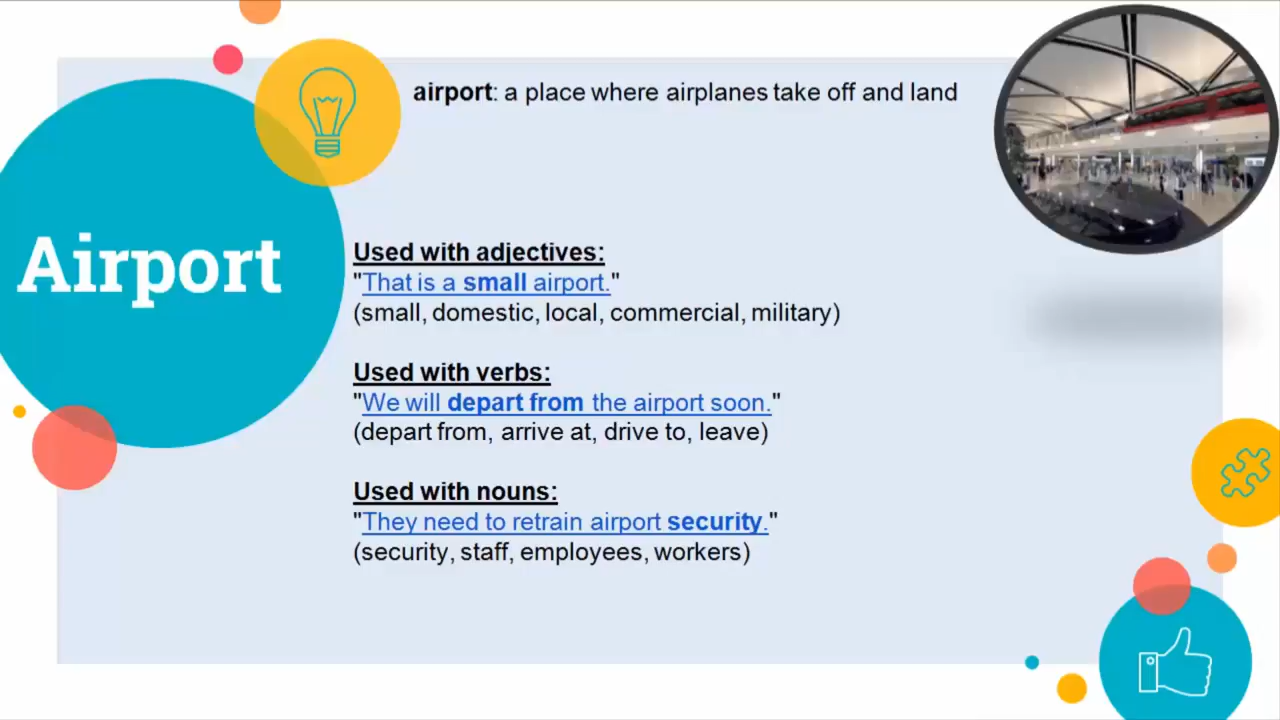 airport: a place where airplanes take off and land
Airport
Used with adjectives:
"That is a small airport."
(small, domestic, local, commercial, military)
Used with verbs:
"We will depart from the airport soon."
(depart from, arrive at, drive to, leave)
Used with nouns:
"They need to retrain airport security."
(security, staff, employees, workers)